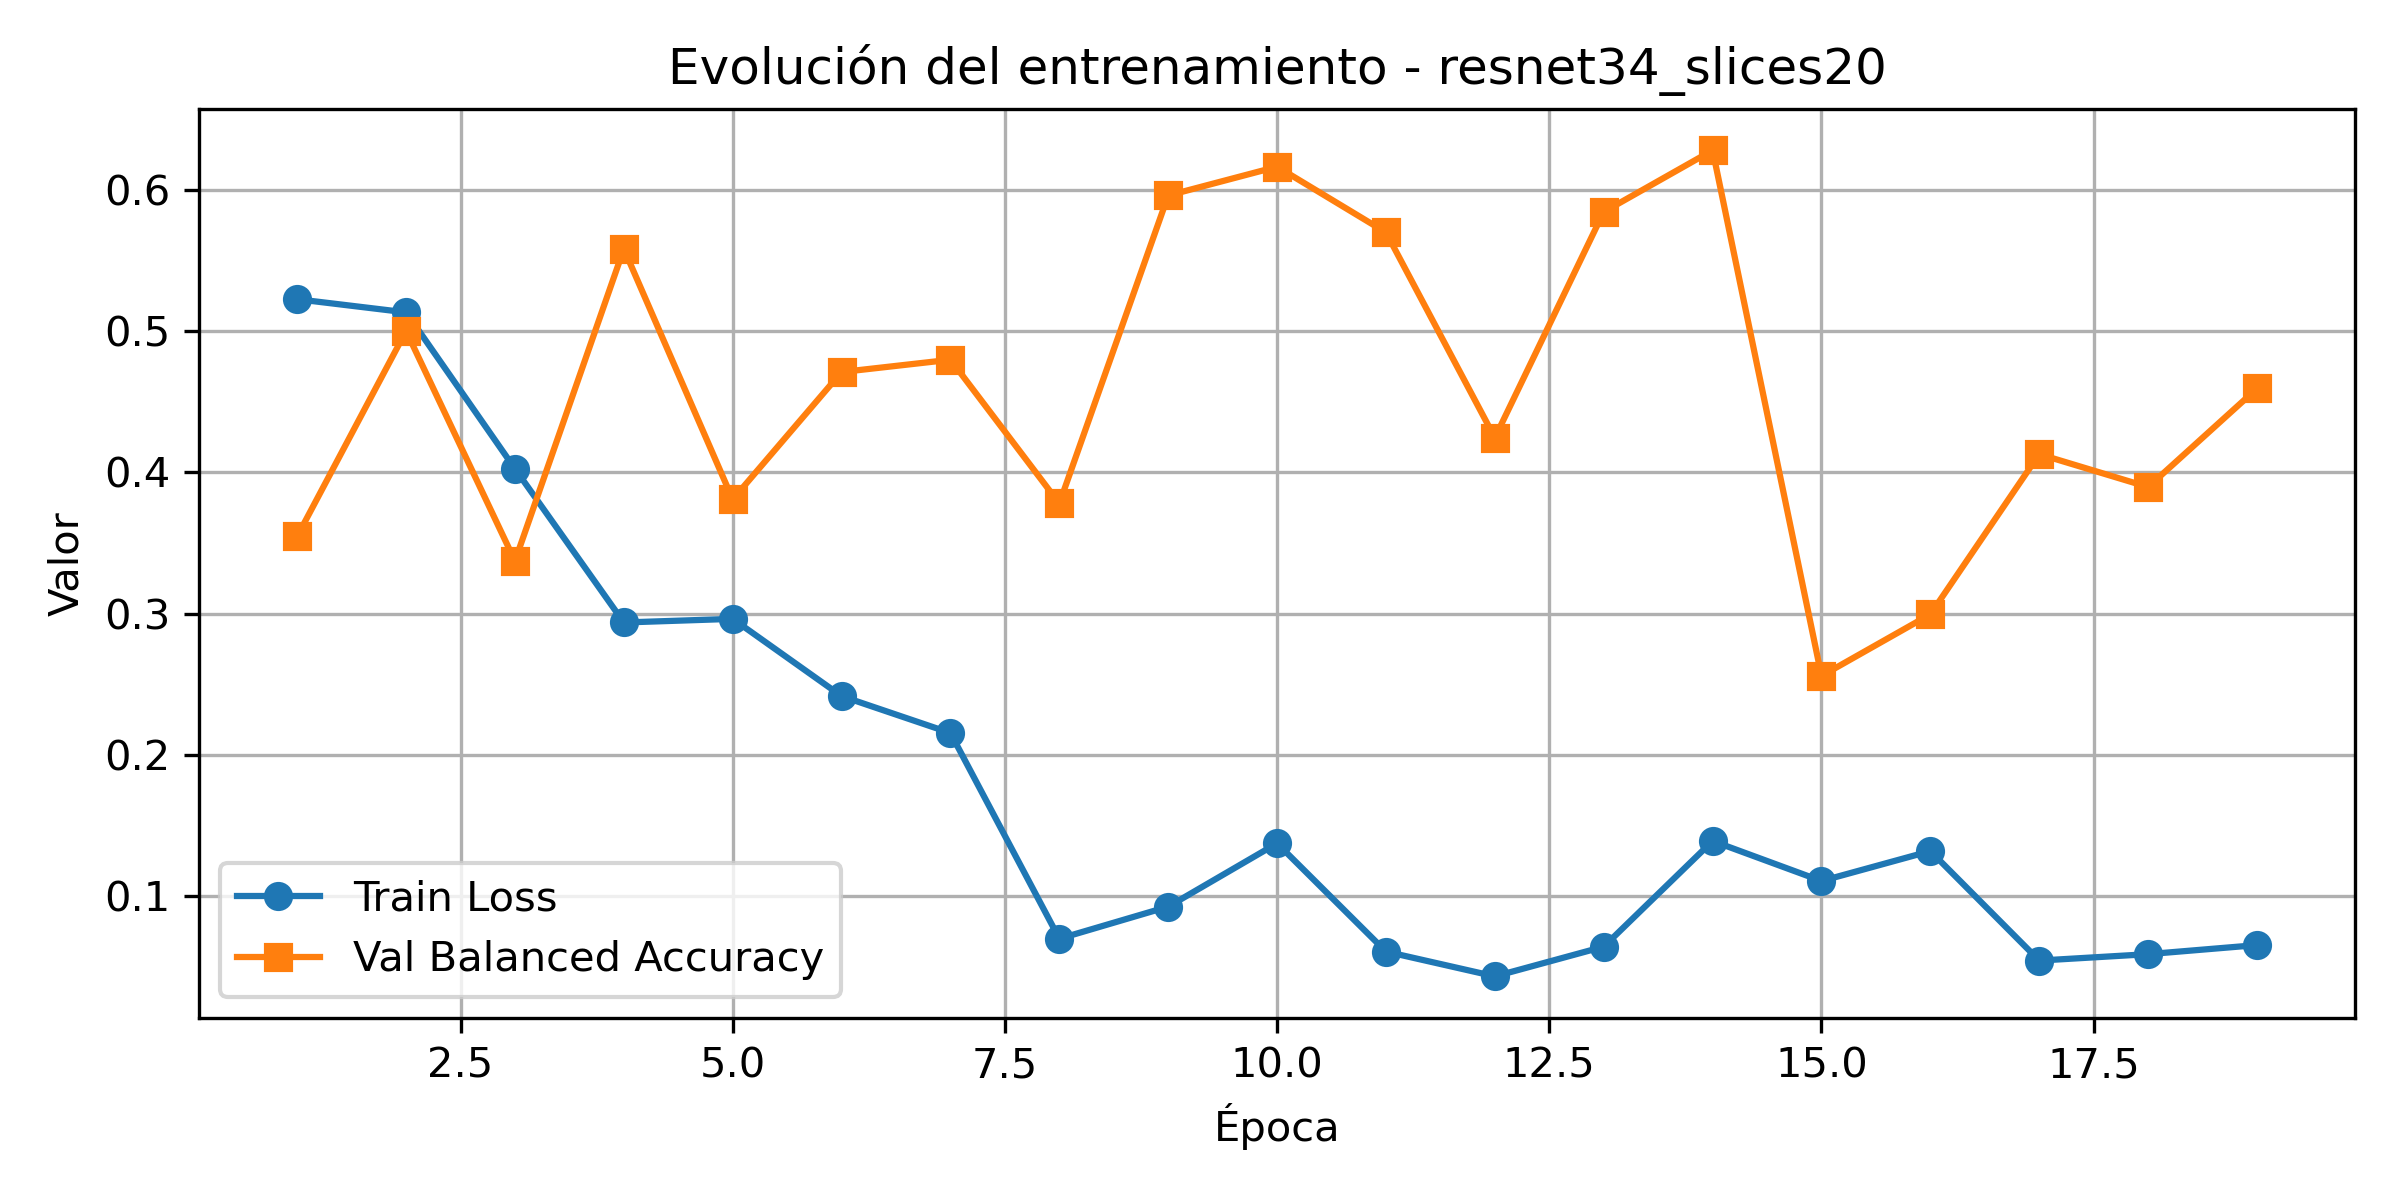 Evolución del entrenamiento - resnet34_slices20
Valor
0.6
0.5
0.4
0.3
0.2
0.1
Train Loss
Val Balanced Accuracy
2.5 5.0 7.5 10.0 12.5 15.0 17.5
Época